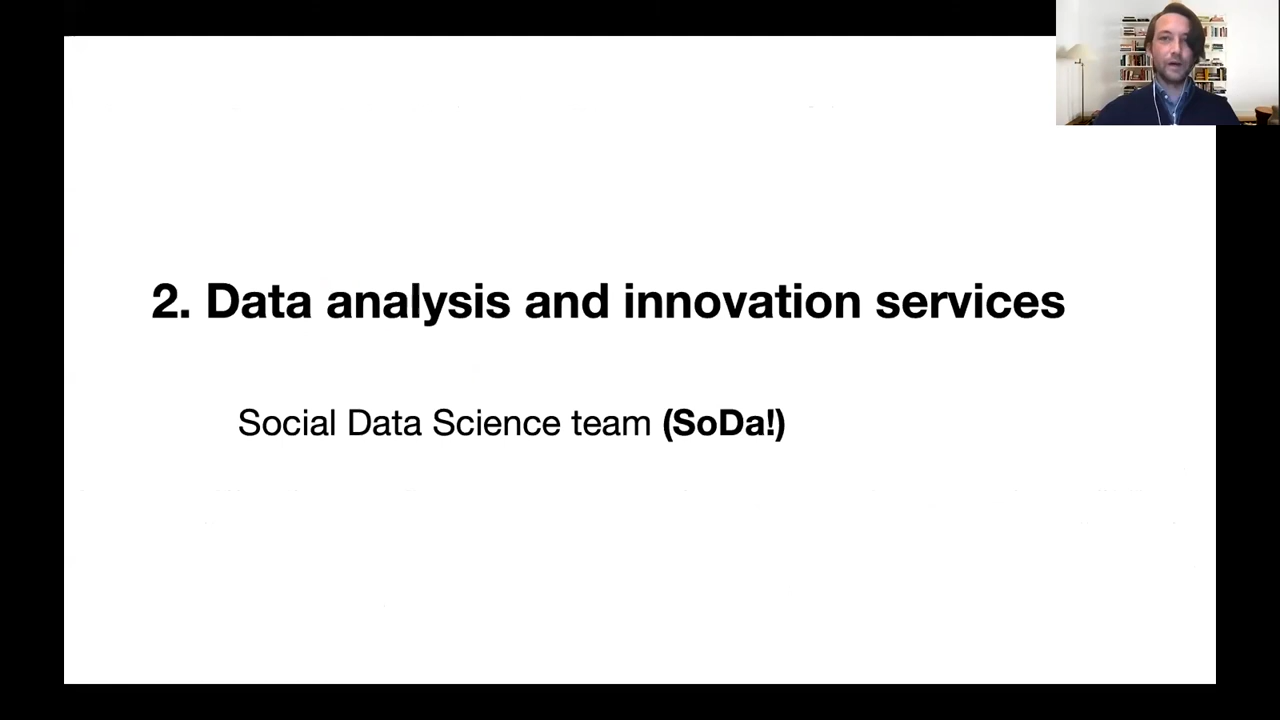 2. Data analysis and innovation services
Social Data Science team (SoDa!)